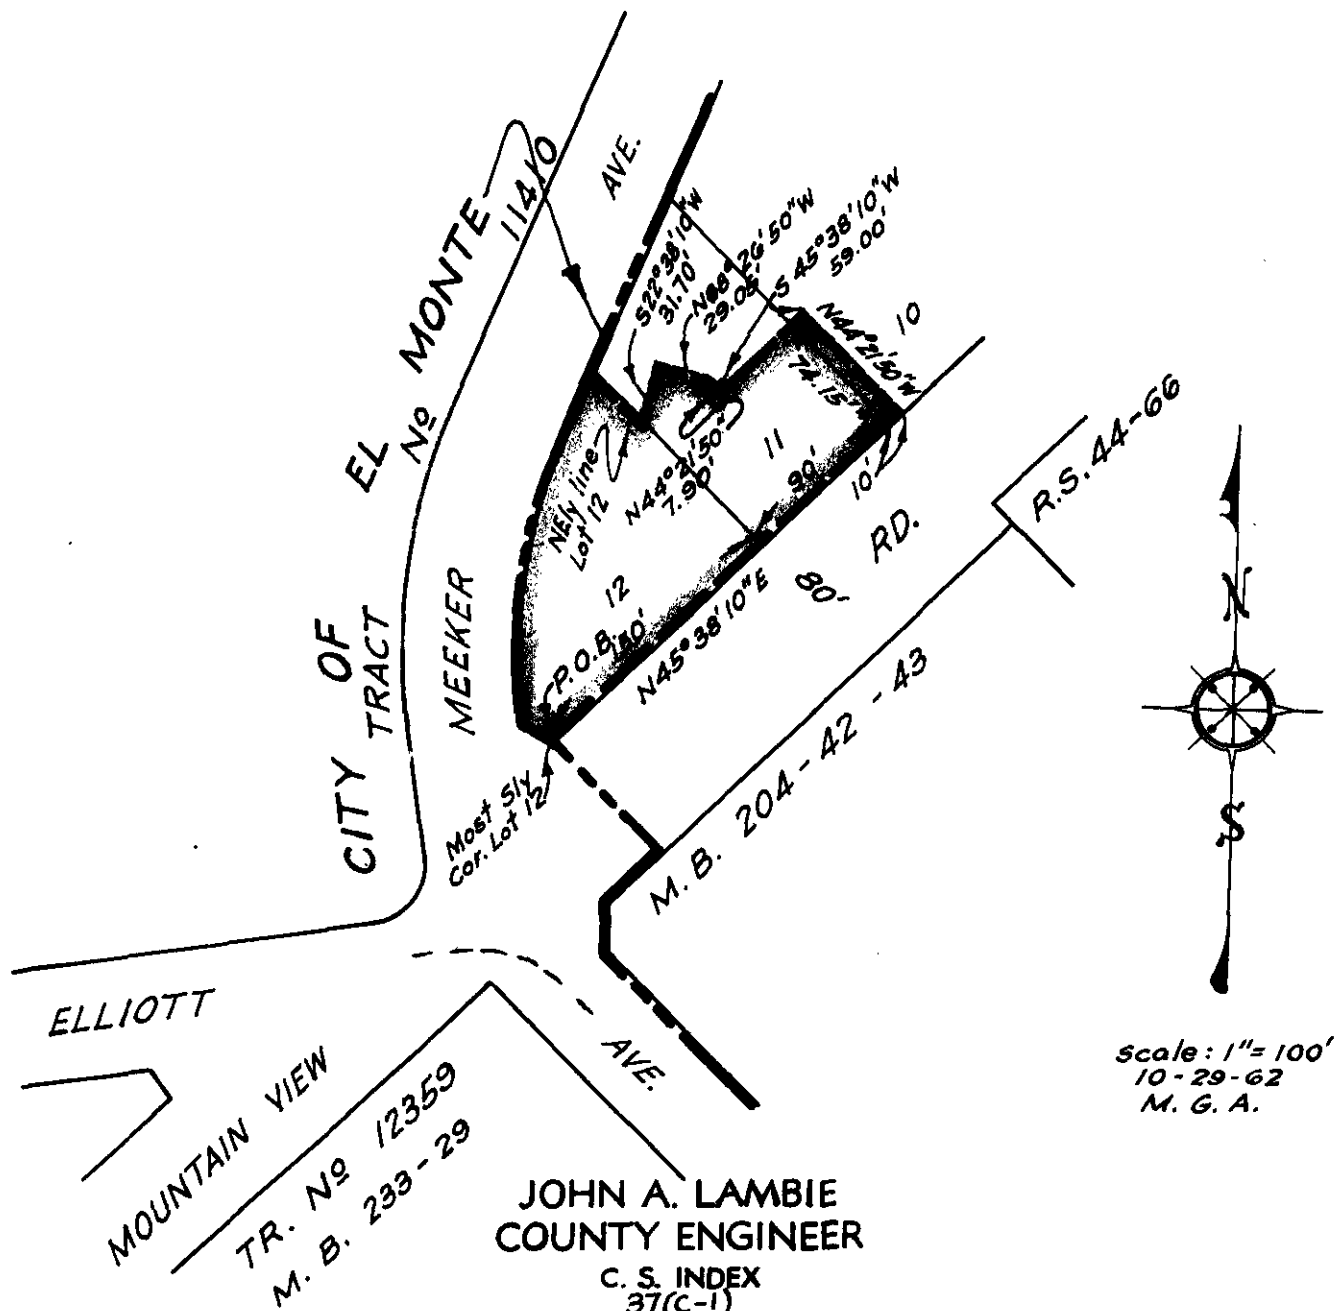 CITY OF EL MONTE
TRACT Nº 11410
MEEKER AVE.
S22°38'10"W
31.70'
N68°26'50"W
29.05'
S 45°38'10"W
59.00'
N44°21'50"W
74.15'
10
11
90'
10'
NEly line
Lot 12
N44°21'50"
7.90'
12
P.O.B.
N45°38'10"E
80'
RD.
R.S. 44-66
Most Sly
Cor. Lot 12
M. B. 204 - 42 - 43
N
S
ELLIOTT AVE.
MOUNTAIN VIEW
TR. Nº 12359
M. B. 233 - 29
Scale: 1"= 100'
10-29-62
M. G. A.
JOHN A. LAMBIE
COUNTY ENGINEER
C. S. INDEX
37(C-1)